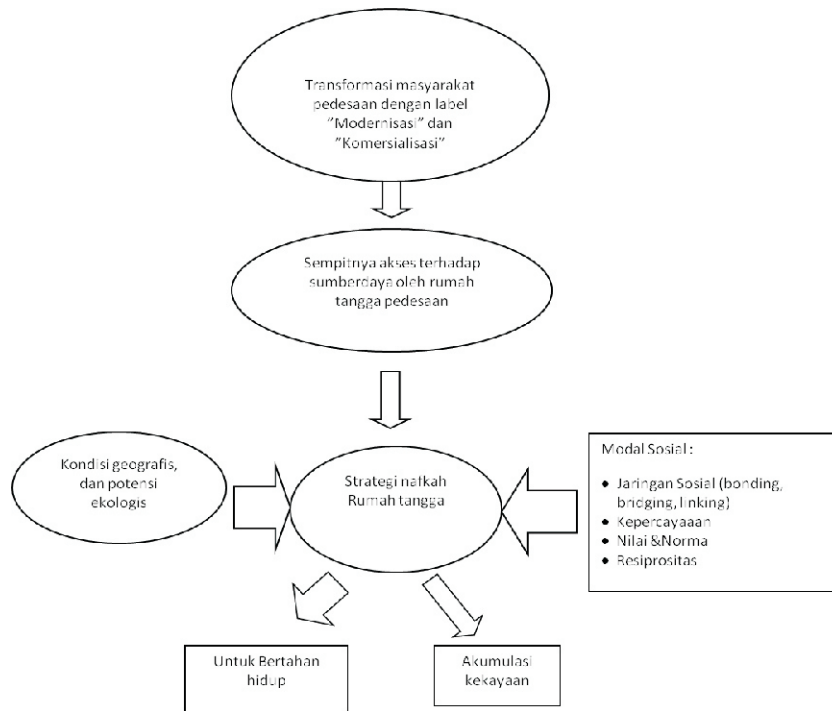 Transformasi masyarakat
pedesaan dengan label
"Modernisasi" dan
"Komersialisasi"
Sempitnya akses terhadap
sumberdaya oleh rumah
tangga pedesaan
Kondisi geografis,
dan potensi
ekologis
Strategi nafkah
Rumah tangga
Modal Sosial :
• Jaringan Sosial (bonding,
bridging, linking)
• Kepercayaaan
• Nilai &Norma
• Resiprositas
Untuk Bertahan
hidup
Akumulasi
kekayaan